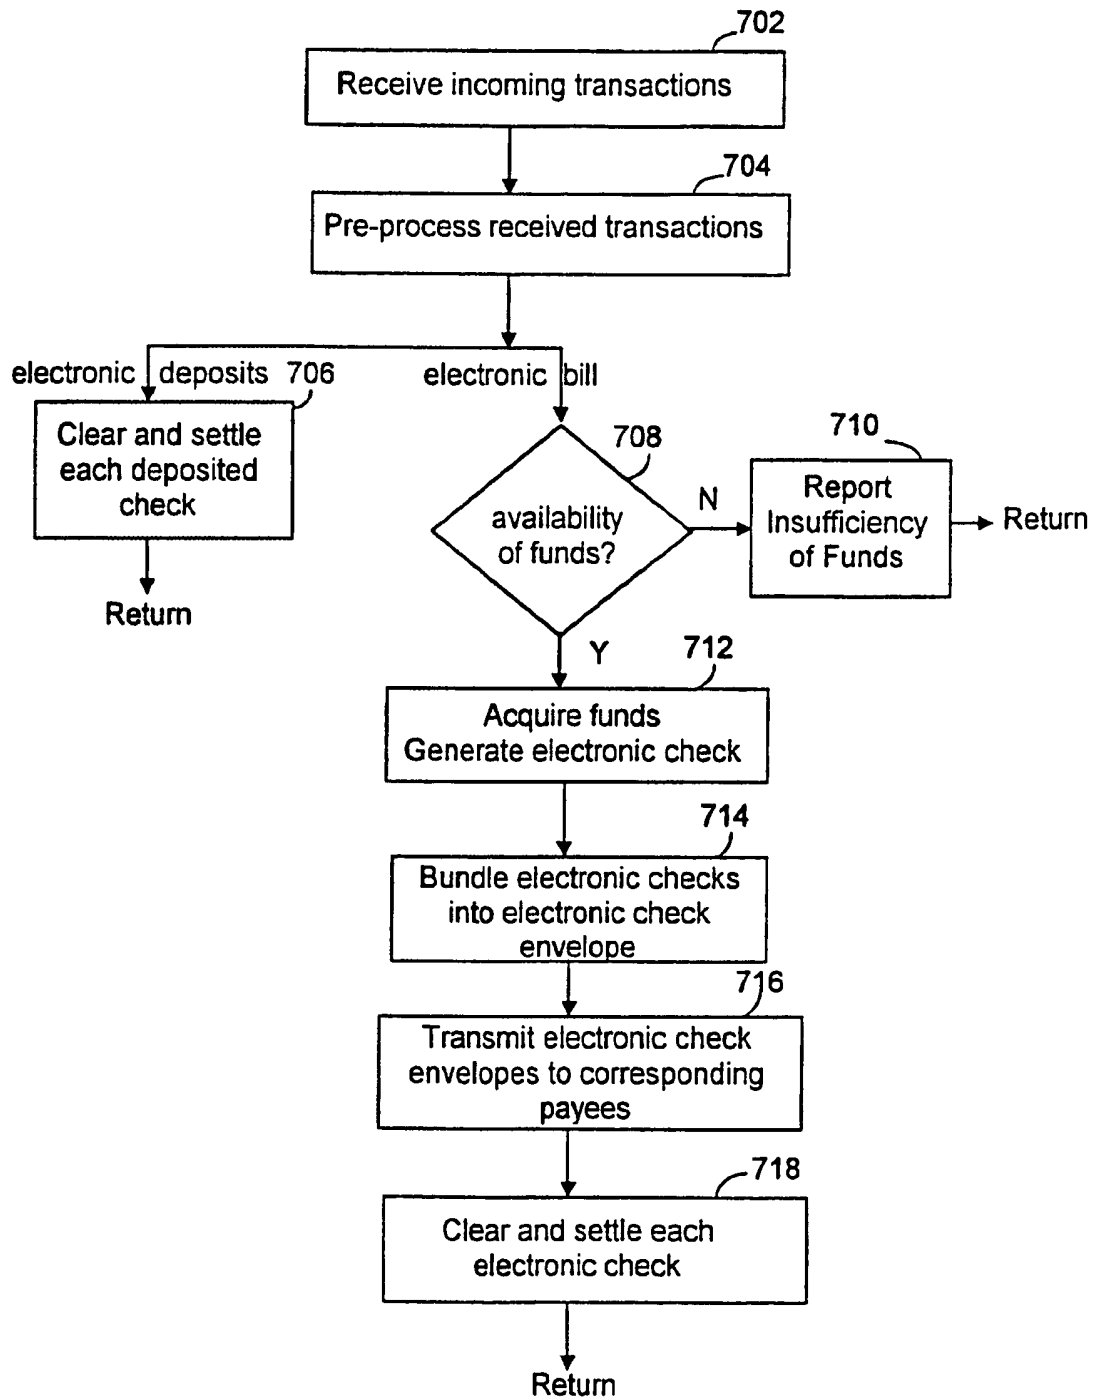 702
Receive incoming transactions
704
Pre-process received transactions
electronic deposits 706
electronic bill
Clear and settle
each deposited
check
Return
708
availability
of funds?
N
710
Report
Insufficiency
of Funds
Return
Y
712
Acquire funds
Generate electronic check
714
Bundle electronic checks
into electronic check
envelope
716
Transmit electronic check
envelopes to corresponding
payees
718
Clear and settle each
electronic check
Return